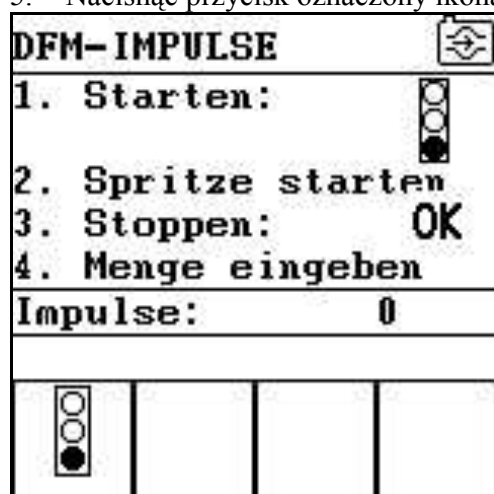 5. Nacisnąć przycisk oznaczony ikoną
DFM-IMPULSE
1. Starten:
2. Spritze starten
3. Stoppen: OK
4. Menge eingeben
Impulse: 0